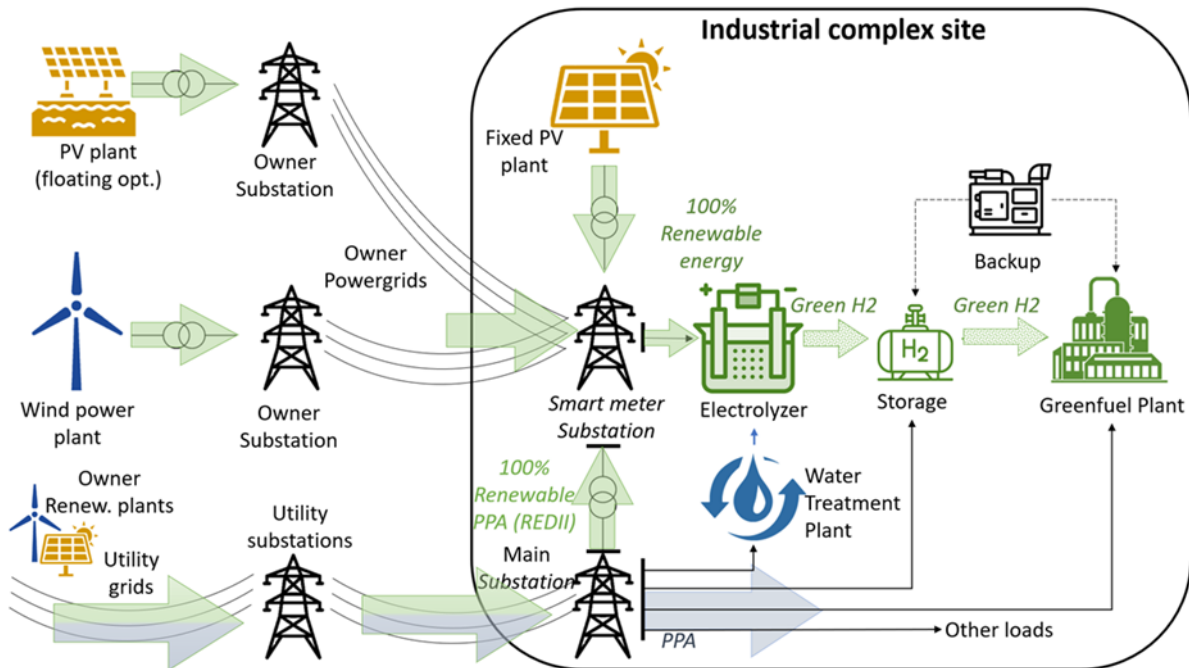 Industrial complex site
PV plant
(floating opt.)
Owner
Substation
Fixed PV
plant
100%
Renewable
energy
Backup
Owner
Powergrids
Green H2
Green H2
H2
Wind power
plant
Owner
Substation
Smart meter
Substation
Electrolyzer
Storage
Greenfuel Plant
Owner
Renew. plants
Utility
grids
Utility
substations
100%
Renewable
PPA (REDII)
Main
Substation
Water
Treatment
Plant
PPA
Other loads